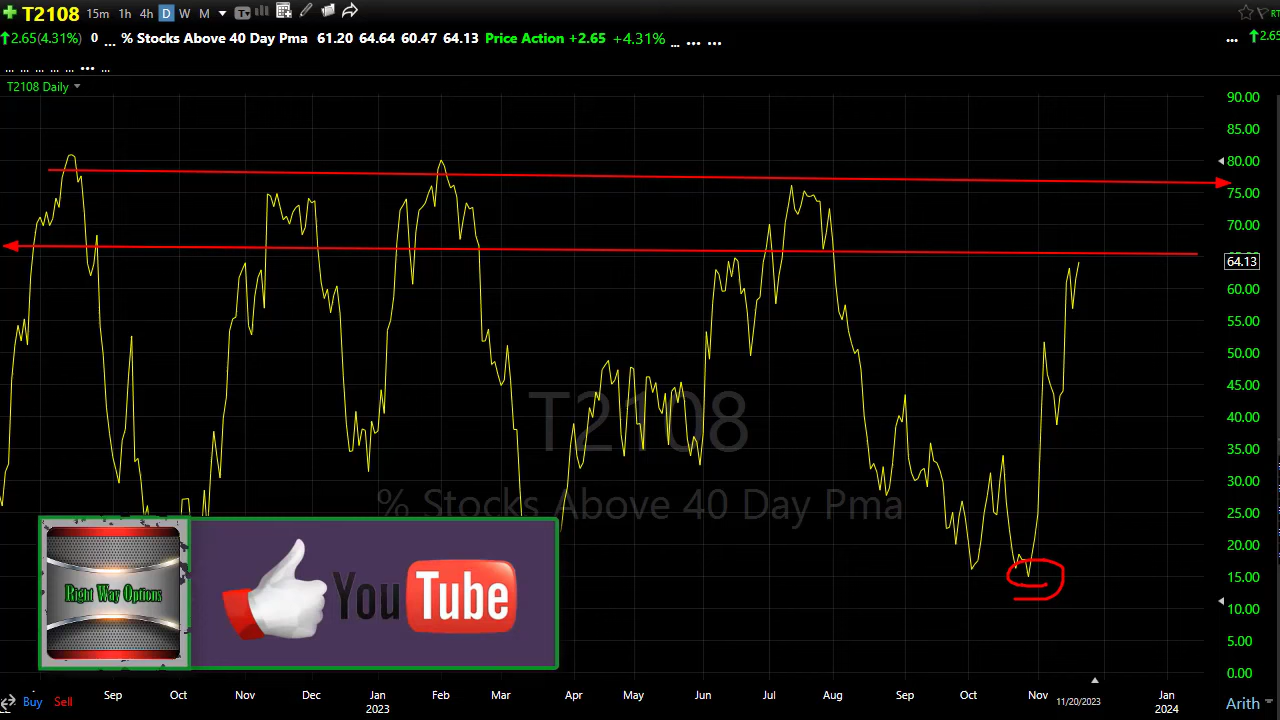 T2108 15m 1h 4h D W M T
RT
↑2.65(4.31%) 0 ... % Stocks Above 40 Day Pma 61.20 64.64 60.47 64.13 Price Action +2.65 +4.31% ... ... ...
... ↑2.65
... ... ... ... ... ... ...
T2108 Daily
90.00
85.00
80.00
75.00
70.00
64.13
60.00
55.00
50.00
45.00
40.00
35.00
30.00
25.00
20.00
15.00
10.00
5.00
0.00
T2108
% Stocks Above 40 Day Pma
Right Way Options
YouTube
Sep Oct Nov Dec Jan Feb Mar Apr May Jun Jul Aug Sep Oct Nov Jan
2023 11/20/2023 2024
Buy Sell Arith